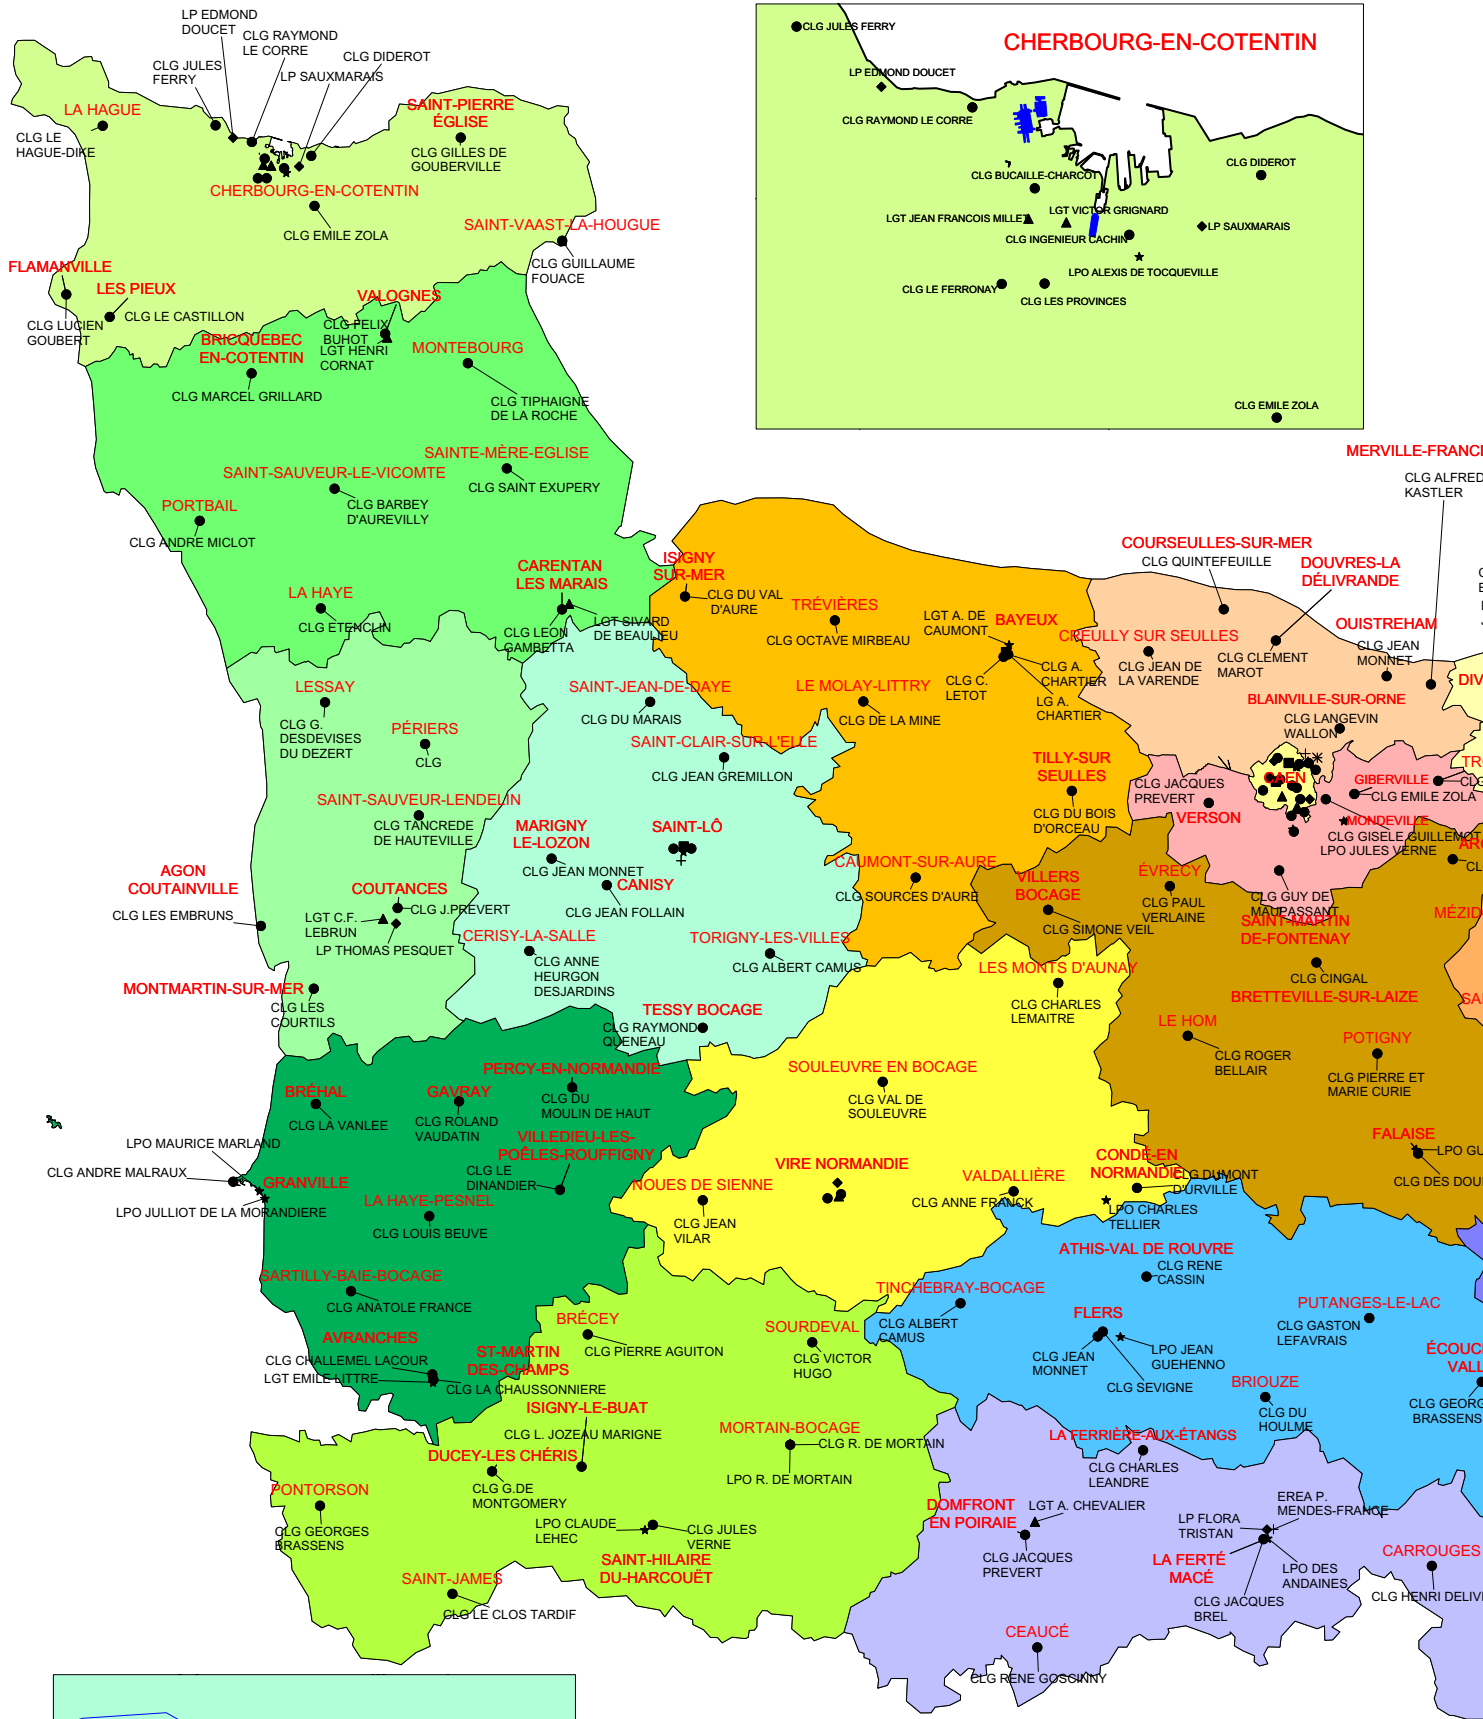 LP EDMOND
DOUCET
CLG RAYMOND
LE CORRE
CLG DIDEROT
CLG JULES
FERRY
LP SAUXMARAIS
LA HAGUE
CLG LE
HAGUE-DIKE
SAINT-PIERRE
ÉGLISE
CLG GILLES DE
GOUBERVILLE
CHERBOURG-EN-COTENTIN
CLG EMILE ZOLA
SAINT-VAAST-LA-HOUGUE
CLG GUILLAUME
FOUACE
FLAMANVILLE
CLG LUCIEN
GOUBERT
LES PIEUX
CLG LE CASTILLON
CHERBOURG-EN-COTENTIN
CLG JULES FERRY
LP EDMOND DOUCET
CLG RAYMOND LE CORRE
CLG DIDEROT
CLG BUCAILLE-CHARCOT
LGT JEAN FRANCOIS MILLET
LGT VICTOR GRIGNARD
CLG INGENIEUR CACHIN
LP SAUXMARAIS
LPO ALEXIS DE TOCQUEVILLE
CLG LE FERRONAY
CLG LES PROVINCES
CLG EMILE ZOLA
VALOGNES
CLG FELIX
BUHOT
LGT HENRI
CORNAT
BRICQUEBEC
EN-COTENTIN
CLG MARCEL GRILLARD
MONTEBOURG
CLG TIPHAIGNE
DE LA ROCHE
SAINTE-MÈRE-EGLISE
CLG SAINT EXUPERY
SAINT-SAUVEUR-LE-VICOMTE
CLG BARBEY
D'AUREVILLY
PORTBAIL
CLG ANDRE MICLOT
CARENTAN
LES MARAIS
CLG LEON
GAMBETTA
LGT SIVARD
DE BEAULIEU
LA HAYE
CLG ETENCLIN
ISIGNY
SUR-MER
CLG DU VAL
D'AURE
TRÉVIÈRES
CLG OCTAVE MIRBEAU
LGT A. DE
CAUMONT
BAYEUX
CLG C.
LETOT
CLG A.
CHARTIER
LG A.
CHARTIER
LE MOLAY-LITTRY
CLG DE LA MINE
TILLY-SUR
SEULLES
CLG DU BOIS
D'ORCEAU
CAUMONT-SUR-AURE
CLG SOURCES D'AURE
MERVILLE-FRANCE
CLG ALFRED
KASTLER
COURSEULLES-SUR-MER
CLG QUINTEFEUILLE
DOUVRES-LA
DÉLIVRANDE
CLG CLEMENT
MAROT
OUISTREHAM
CLG JEAN
MONNET
CREULLY SUR SEULLES
CLG JEAN DE
LA VARENDE
BLAINVILLE-SUR-ORNE
CLG LANGEVIN
WALLON
DIV
TR
CAEN
GIBERVILLE
CLG EMILE ZOLA
CLG JACQUES
PREVERT
VERSON
MONDEVILLE
CLG GISELE GUILLEMOT
LPO JULES VERNE
CLG GUY DE
MAUPASSANT
SAINT-MARTIN
DE-FONTENAY
MÉZID
LESSAY
CLG G.
DESDEVISES
DU DEZERT
PÉRIERS
CLG
SAINT-SAUVEUR-LENDELIN
CLG TANCREDE
DE HAUTEVILLE
AGON
COUTAINVILLE
CLG LES EMBRUNS
COUTANCES
CLG J.PREVERT
LGT C.F.
LEBRUN
LP THOMAS PESQUET
MONTMARTIN-SUR-MER
CLG LES
COURTILS
SAINT-JEAN-DE-DAYE
CLG DU MARAIS
SAINT-CLAIR-SUR-L'ELLE
CLG JEAN GREMILLON
MARIGNY
LE-LOZON
CLG JEAN MONNET
SAINT-LÔ
CANISY
CLG JEAN FOLLAIN
CERISY-LA-SALLE
CLG ANNE
HEURGON
DESJARDINS
TORIGNY-LES-VILLES
CLG ALBERT CAMUS
TESSY BOCAGE
CLG RAYMOND
QUENEAU
VILLERS
BOCAGE
CLG SIMONE VEIL
ÉVRECY
CLG PAUL
VERLAINE
CLG CINGAL
BRETTEVILLE-SUR-LAIZE
LE HOM
CLG ROGER
BELLAIR
POTIGNY
CLG PIERRE ET
MARIE CURIE
FALAISE
LPO GU
CLG DES DOU
LES MONTS D'AUNAY
CLG CHARLES
LEMAITRE
SOULEUVRE EN BOCAGE
CLG VAL DE
SOULEUVRE
VIRE NORMANDIE
VALDALLIÈRE
CLG ANNE FRANCK
CONDE-EN
NORMANDIE
CLG DUMONT
D'URVILLE
LPO CHARLES
TELLIER
NOUES DE SIENNE
CLG JEAN
VILAR
BRÉHAL
CLG LA VANLEE
GAVRAY
CLG ROLAND
VAUDATIN
PERCY-EN-NORMANDIE
CLG DU
MOULIN DE HAUT
VILLEDIEU-LES-
POÊLES-ROUFFIGNY
CLG LE
DINANDIER
LPO MAURICE MARLAND
CLG ANDRE MALRAUX
GRANVILLE
LPO JULLIOT DE LA MORANDIERE
LA HAYE-PESNEL
CLG LOUIS BEUVE
SARTILLY-BAIE-BOCAGE
CLG ANATOLE FRANCE
AVRANCHES
CLG CHALLEMEL LACOUR
LGT EMILE LITTRE
ST-MARTIN
DES-CHAMPS
CLG LA CHAUSSONNIERE
BRÉCEY
CLG PIERRE AGUITON
SOURDEVAL
CLG VICTOR
HUGO
ISIGNY-LE-BUAT
CLG L. JOZEAU MARIGNE
MORTAIN-BOCAGE
CLG R. DE MORTAIN
LPO R. DE MORTAIN
DUCEY-LES CHÉRIS
CLG G.DE
MONTGOMERY
PONTORSON
CLG GEORGES
BRASSENS
LPO CLAUDE
LEHEC
CLG JULES
VERNE
SAINT-HILAIRE
DU-HARCOUËT
SAINT-JAMES
CLG LE CLOS TARDIF
ATHIS-VAL DE ROUVRE
CLG RENE
CASSIN
TINCHEBRAY-BOCAGE
CLG ALBERT
CAMUS
FLERS
CLG JEAN
MONNET
LPO JEAN
GUEHENNO
CLG SEVIGNE
PUTANGES-LE-LAC
CLG GASTON
LEFAVRAIS
ÉCOUCH
VALL
CLG GEORG
BRASSENS
BRIOUZE
CLG DU
HOULME
LA FERRIÈRE-AUX-ÉTANGS
CLG CHARLES
LEANDRE
DOMFRONT
EN POIRAIE
LGT A. CHEVALIER
CLG JACQUES
PREVERT
EREA P.
MENDES-FRANCE
LP FLORA
TRISTAN
LA FERTÉ
MACÉ
LPO DES
ANDAINES
CLG JACQUES
BREL
CARROUGES
CLG HENRI DELIV
CEAUCÉ
CLG RENE GOSCINNY